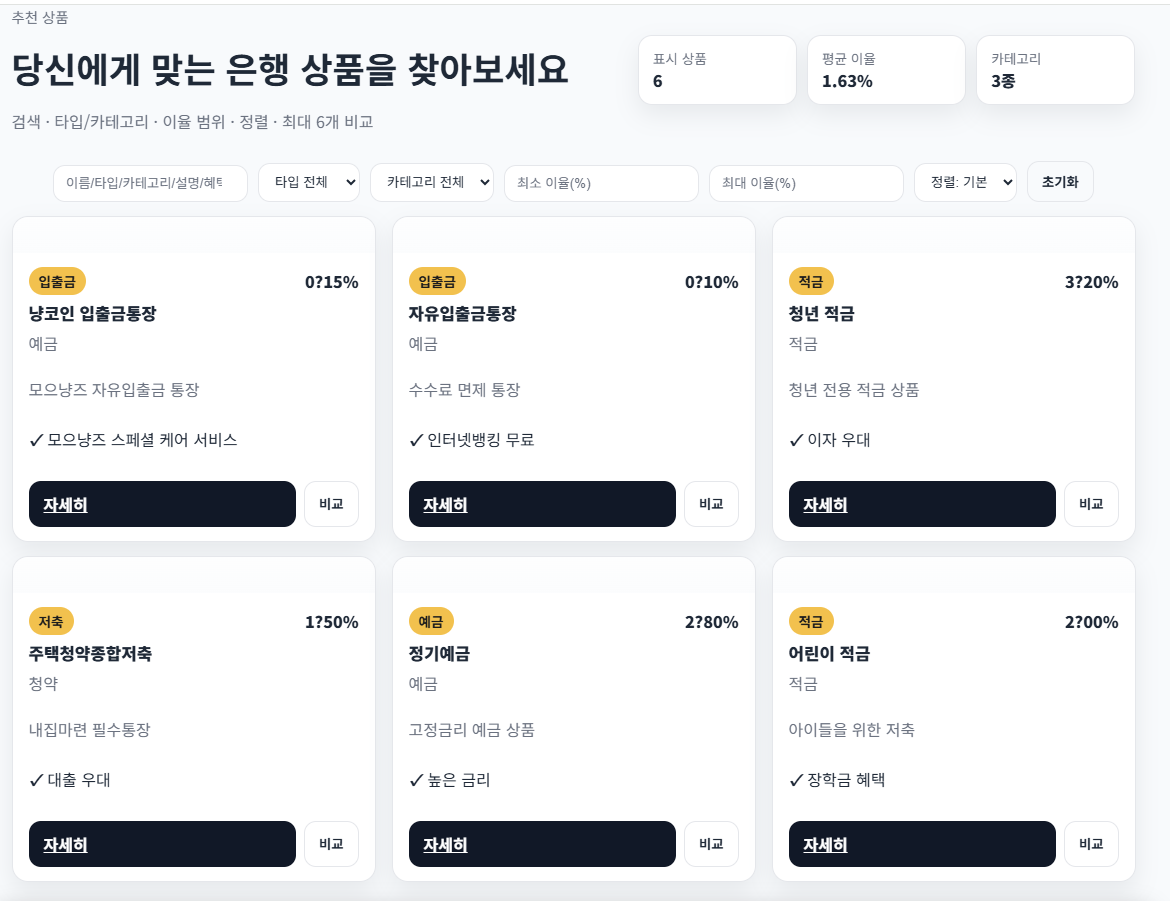 추천 상품
당신에게 맞는 은행 상품을 찾아보세요
검색 · 타입/카테고리 · 이율 범위 · 정렬 · 최대 6개 비교
표시 상품
6
평균 이율
1.63%
카테고리
3종
이름/타입/카테고리/설명/혜택
타입 전체
카테고리 전체
최소 이율(%)
최대 이율(%)
정렬: 기본
초기화
입출금 0?15%
냥코인 입출금통장
예금
모으냥즈 자유입출금 통장
✓ 모으냥즈 스페셜 케어 서비스
자세히 비교
입출금 0?10%
자유입출금통장
예금
수수료 면제 통장
✓ 인터넷뱅킹 무료
자세히 비교
적금 3?20%
청년 적금
적금
청년 전용 적금 상품
✓ 이자 우대
자세히 비교
저축 1?50%
주택청약종합저축
청약
내집마련 필수통장
✓ 대출 우대
자세히 비교
예금 2?80%
정기예금
예금
고정금리 예금 상품
✓ 높은 금리
자세히 비교
적금 2?00%
어린이 적금
적금
아이들을 위한 저축
✓ 장학금 혜택
자세히 비교